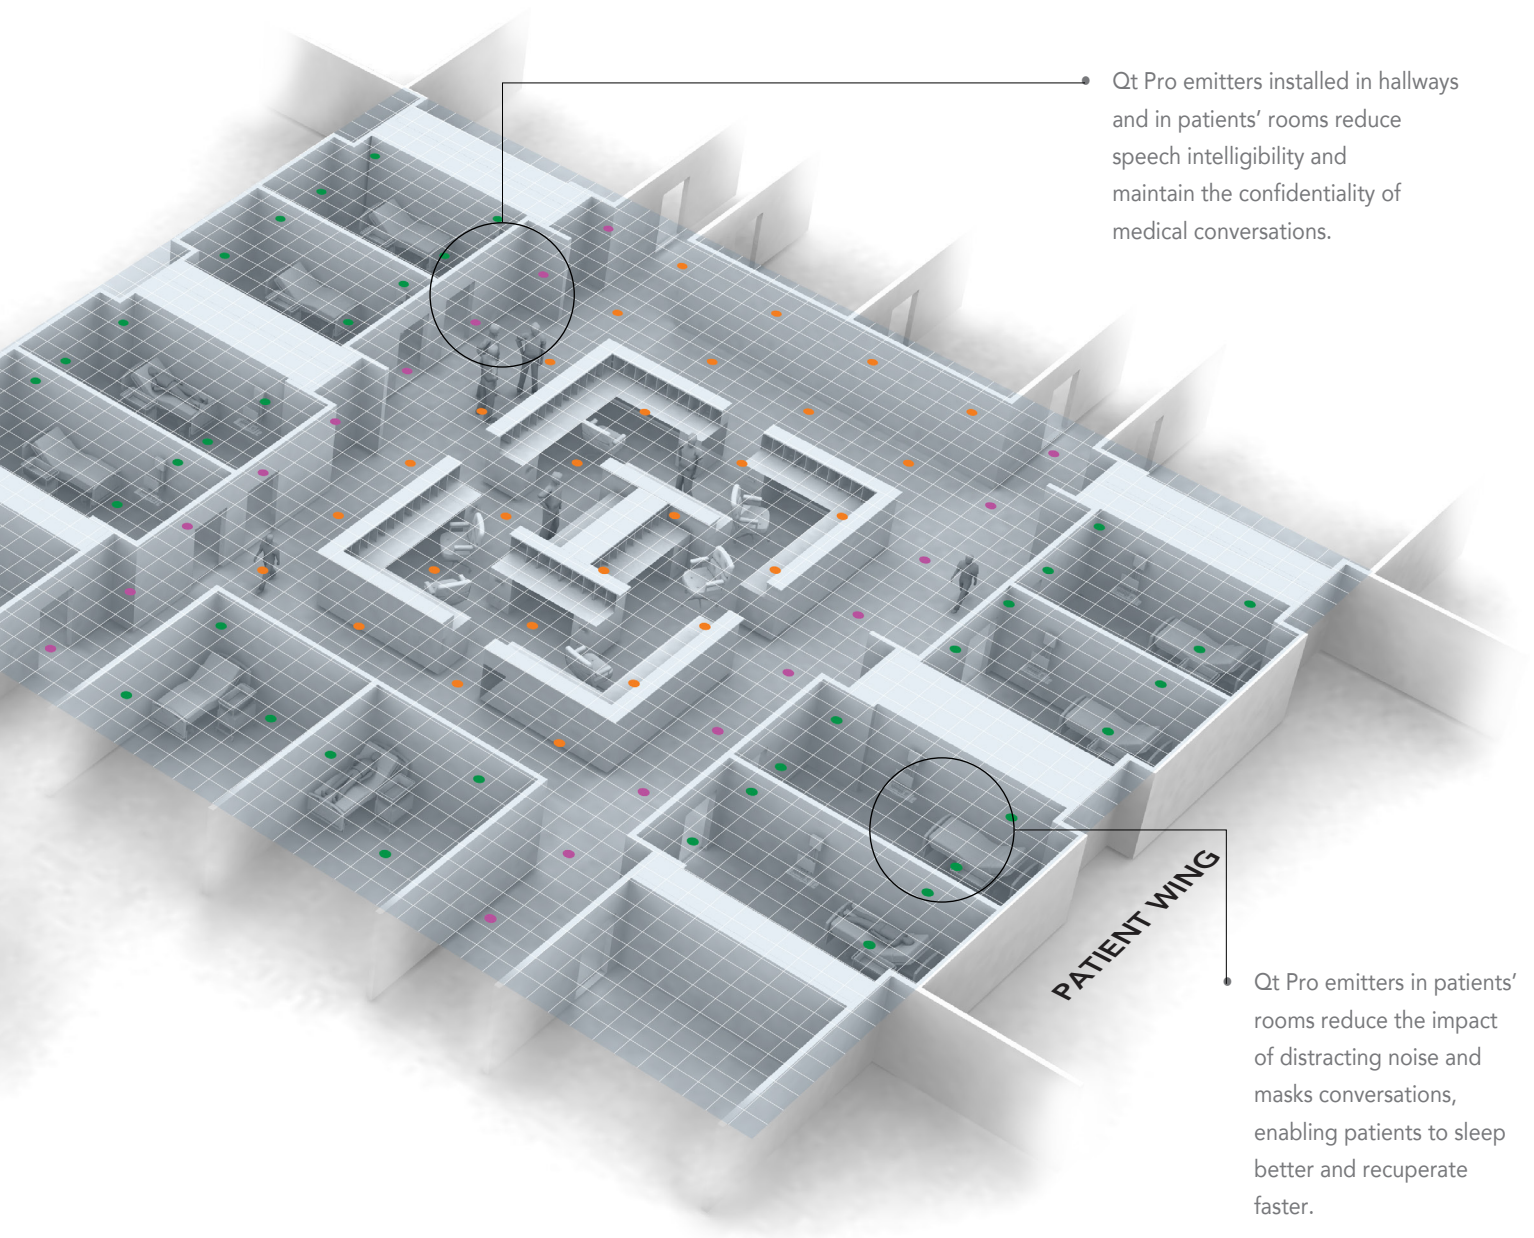 Qt Pro emitters installed in hallways
and in patients’ rooms reduce
speech intelligibility and
maintain the confidentiality of
medical conversations.
PATIENT WING
Qt Pro emitters in patients’
rooms reduce the impact
of distracting noise and
masks conversations,
enabling patients to sleep
better and recuperate
faster.